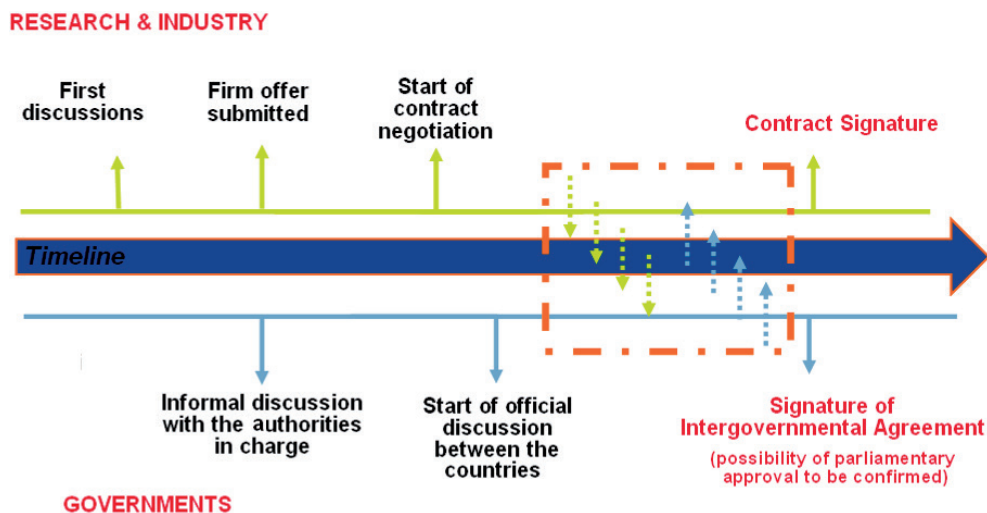 RESEARCH & INDUSTRY
First
discussions
Firm offer
submitted
Start of
contract
negotiation
Contract Signature
Timeline
Informal discussion
with the authorities
in charge
Start of official
discussion
between the
countries
Signature of
Intergovernmental Agreement
(possibility of parliamentary
approval to be confirmed)
GOVERNMENTS